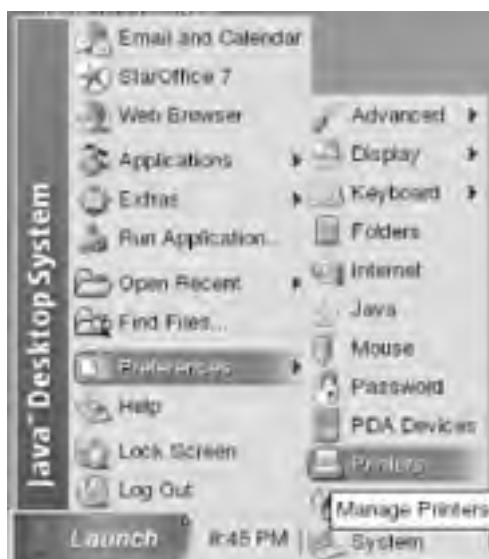 Java™ Desktop System
Email and Calendar
StarOffice 7
Web Browser
Applications
Extras
Run Application...
Open Recent
Find Files...
Preferences
Help
Lock Screen
Log Out
Launch
8:45 PM
Advanced
Display
Keyboard
Folders
Internet
Java
Mouse
Password
PDA Devices
Printers
Manage Printers
System